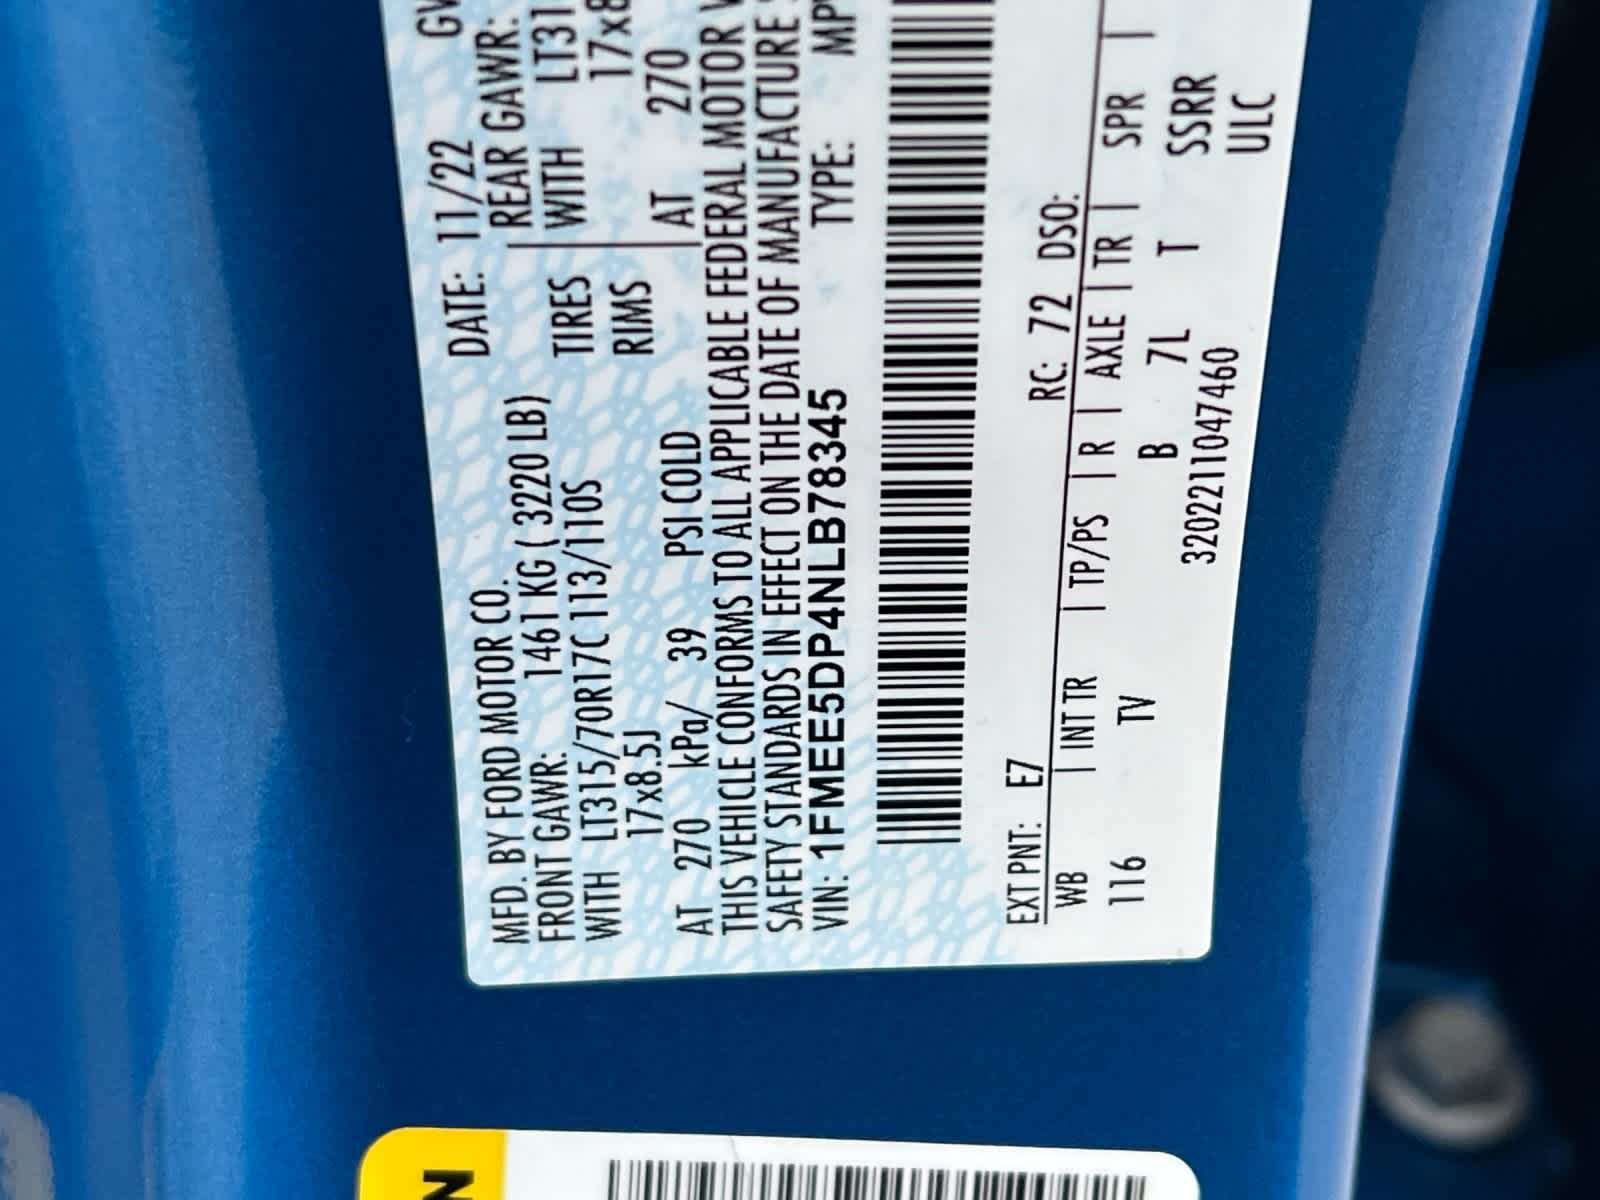 MFD. BY FORD MOTOR CO.
DATE: 11/22
FRONT GAWR: 1461 KG ( 3220 LB)
REAR GAWR:
WITH LT315/70R17C 113/110S TIRES WITH
17x8.5J RIMS
AT 270 kPa/ 39 PSI COLD AT 270
THIS VEHICLE CONFORMS TO ALL APPLICABLE FEDERAL MOTOR
SAFETY STANDARDS IN EFFECT ON THE DATE OF MANUFACTURE
VIN: 1FMEE5DP4NLB78345 TYPE:
EXT PNT: E7 RC: 72 DSO:
WB | INT TR | TP/PS | R | AXLE | TR | SPR |
116 TV B 7L T SSRR
3202211047460 ULC